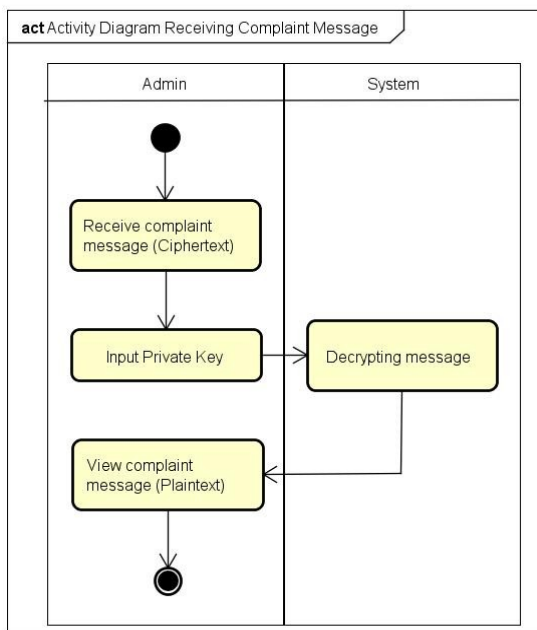 act Activity Diagram Receiving Complaint Message
Admin
System
Receive complaint
message (Ciphertext)
Input Private Key
Decrypting message
View complaint
message (Plaintext)